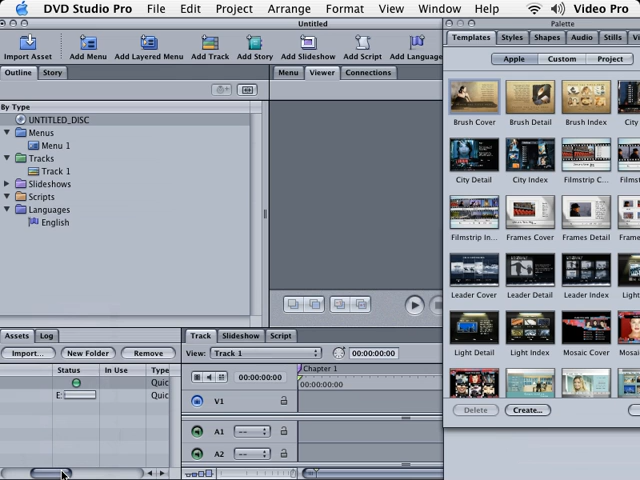 DVD Studio Pro File Edit Project Arrange Format View Window Help Video Pro
Untitled
Palette
Import Asset Add Menu Add Layered Menu Add Track Add Story Add Slideshow Add Script Add Language
Templates Styles Shapes Audio Stills
Apple Custom Project
Outline Story
Menu Viewer Connections
By Type
UNTITLED_DISC
Menus
Menu 1
Tracks
Track 1
Slideshows
Scripts
Languages
English
Brush Cover Brush Detail Brush Index
City Detail City Index Filmstrip C... Filmst
Filmstrip In... Frames Cover Frames Detail Frames
Leader Cover Leader Detail Leader Index Light
Light Detail Light Index Mosaic Cover Mosai
Delete Create...
Assets Log
Import... New Folder Remove
Status In Use Type
Quic
E: Quic
Track Slideshow Script
View: Track 1 00:00:00:00
00:00:00:00 Chapter 1
00:00:00:00
V1
A1 --
A2 --